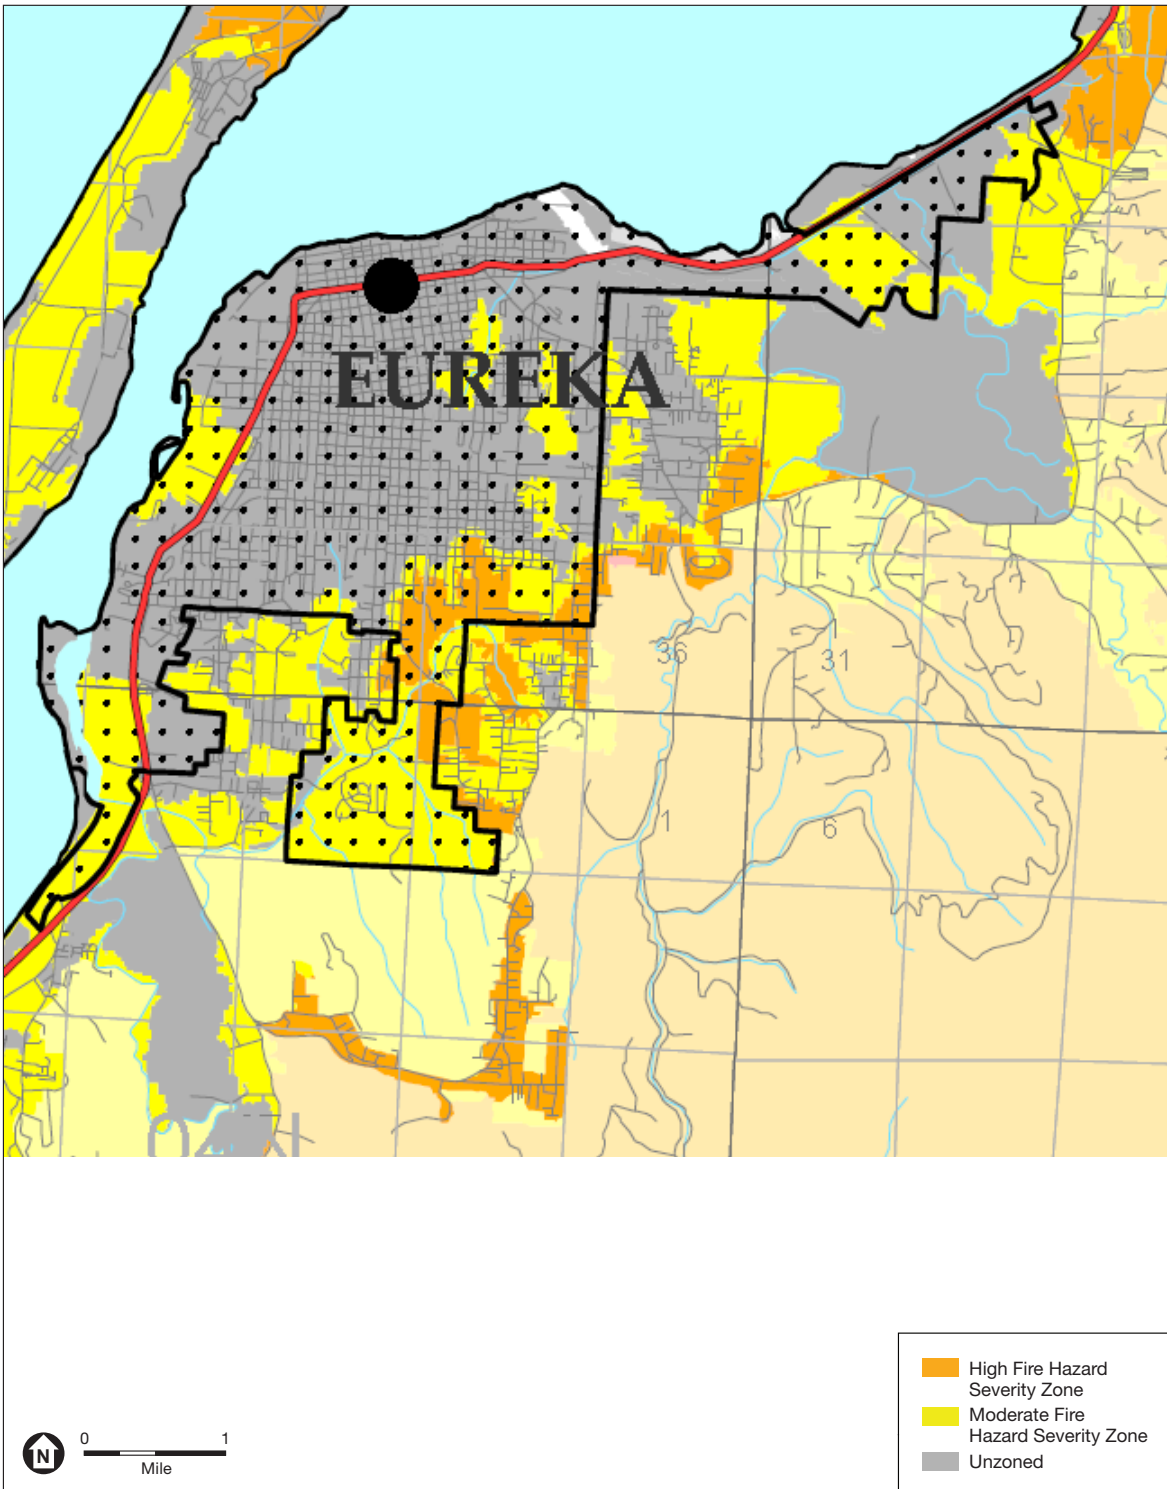 EUREKA
36
31
1
6
High Fire Hazard
Severity Zone
Moderate Fire
Hazard Severity Zone
Unzoned
N
0 1
Mile